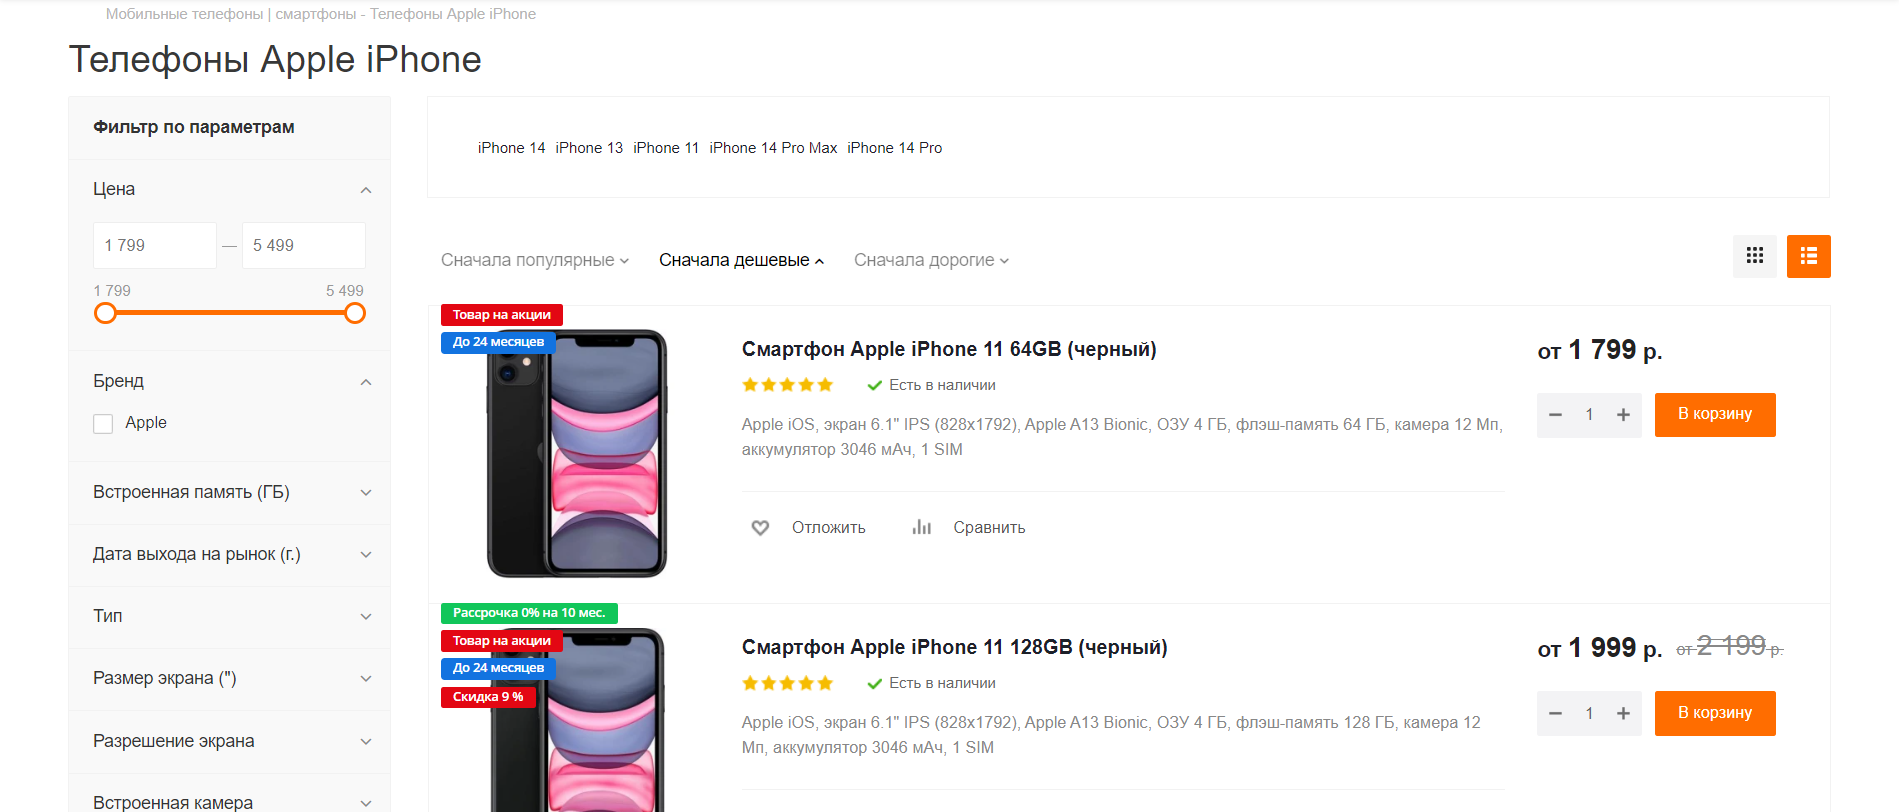 Мобильные телефоны | смартфоны - Телефоны Apple iPhone
Телефоны Apple iPhone
Фильтр по параметрам
Цена
1 799 — 5 499
1 799 5 499
Бренд
Apple
Встроенная память (ГБ)
Дата выхода на рынок (г.)
Тип
Размер экрана (")
Разрешение экрана
Встроенная камера
iPhone 14 iPhone 13 iPhone 11 iPhone 14 Pro Max iPhone 14 Pro
Сначала популярные Сначала дешевые Сначала дорогие
Товар на акции
До 24 месяцев
Смартфон Apple iPhone 11 64GB (черный)
Есть в наличии
Apple iOS, экран 6.1" IPS (828x1792), Apple A13 Bionic, ОЗУ 4 ГБ, флэш-память 64 ГБ, камера 12 Мп,
аккумулятор 3046 мАч, 1 SIM
Отложить Сравнить
от 1 799 р.
− 1 + В корзину
Рассрочка 0% на 10 мес.
Товар на акции
До 24 месяцев
Скидка 9 %
Смартфон Apple iPhone 11 128GB (черный)
Есть в наличии
Apple iOS, экран 6.1" IPS (828x1792), Apple A13 Bionic, ОЗУ 4 ГБ, флэш-память 128 ГБ, камера 12
Мп, аккумулятор 3046 мАч, 1 SIM
от 1 999 р. от 2 199 р.
− 1 + В корзину